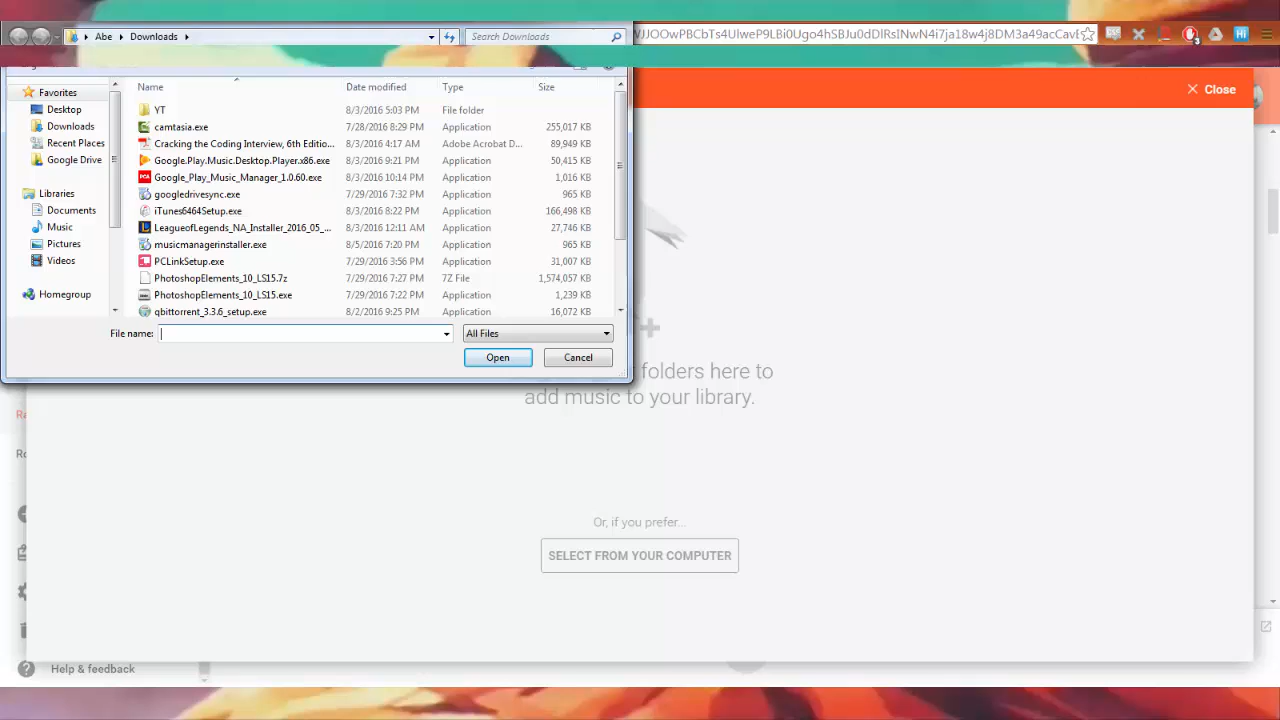 Abe Downloads
Search Downloads
Name Date modified Type Size
Favorites
Desktop
Downloads
Recent Places
Google Drive
Libraries
Documents
Music
Pictures
Videos
Homegroup
YT 8/3/2016 5:03 PM File folder
camtasia.exe 7/28/2016 8:29 PM Application 255,017 KB
Cracking the Coding Interview, 6th Editio... 8/3/2016 4:17 AM Adobe Acrobat D... 89,949 KB
Google.Play.Music.Desktop.Player.x86.exe 8/3/2016 9:21 PM Application 50,415 KB
Google_Play_Music_Manager_1.0.60.exe 8/3/2016 10:14 PM Application 1,016 KB
googledrivesync.exe 7/29/2016 7:32 PM Application 965 KB
iTunes6464Setup.exe 8/3/2016 8:22 PM Application 166,498 KB
LeagueofLegends_NA_Installer_2016_05_... 8/3/2016 12:11 AM Application 27,746 KB
musicmanagerinstaller.exe 8/5/2016 7:20 PM Application 965 KB
PCLinkSetup.exe 7/29/2016 3:56 PM Application 31,007 KB
PhotoshopElements_10_LS15.7z 7/29/2016 7:27 PM 7Z File 1,574,057 KB
PhotoshopElements_10_LS15.exe 7/29/2016 7:22 PM Application 1,239 KB
qbittorrent_3.3.6_setup.exe 8/2/2016 9:25 PM Application 16,072 KB
File name:
All Files
Open Cancel
Close
folders here to
add music to your library.
Or, if you prefer...
SELECT FROM YOUR COMPUTER
Help & feedback